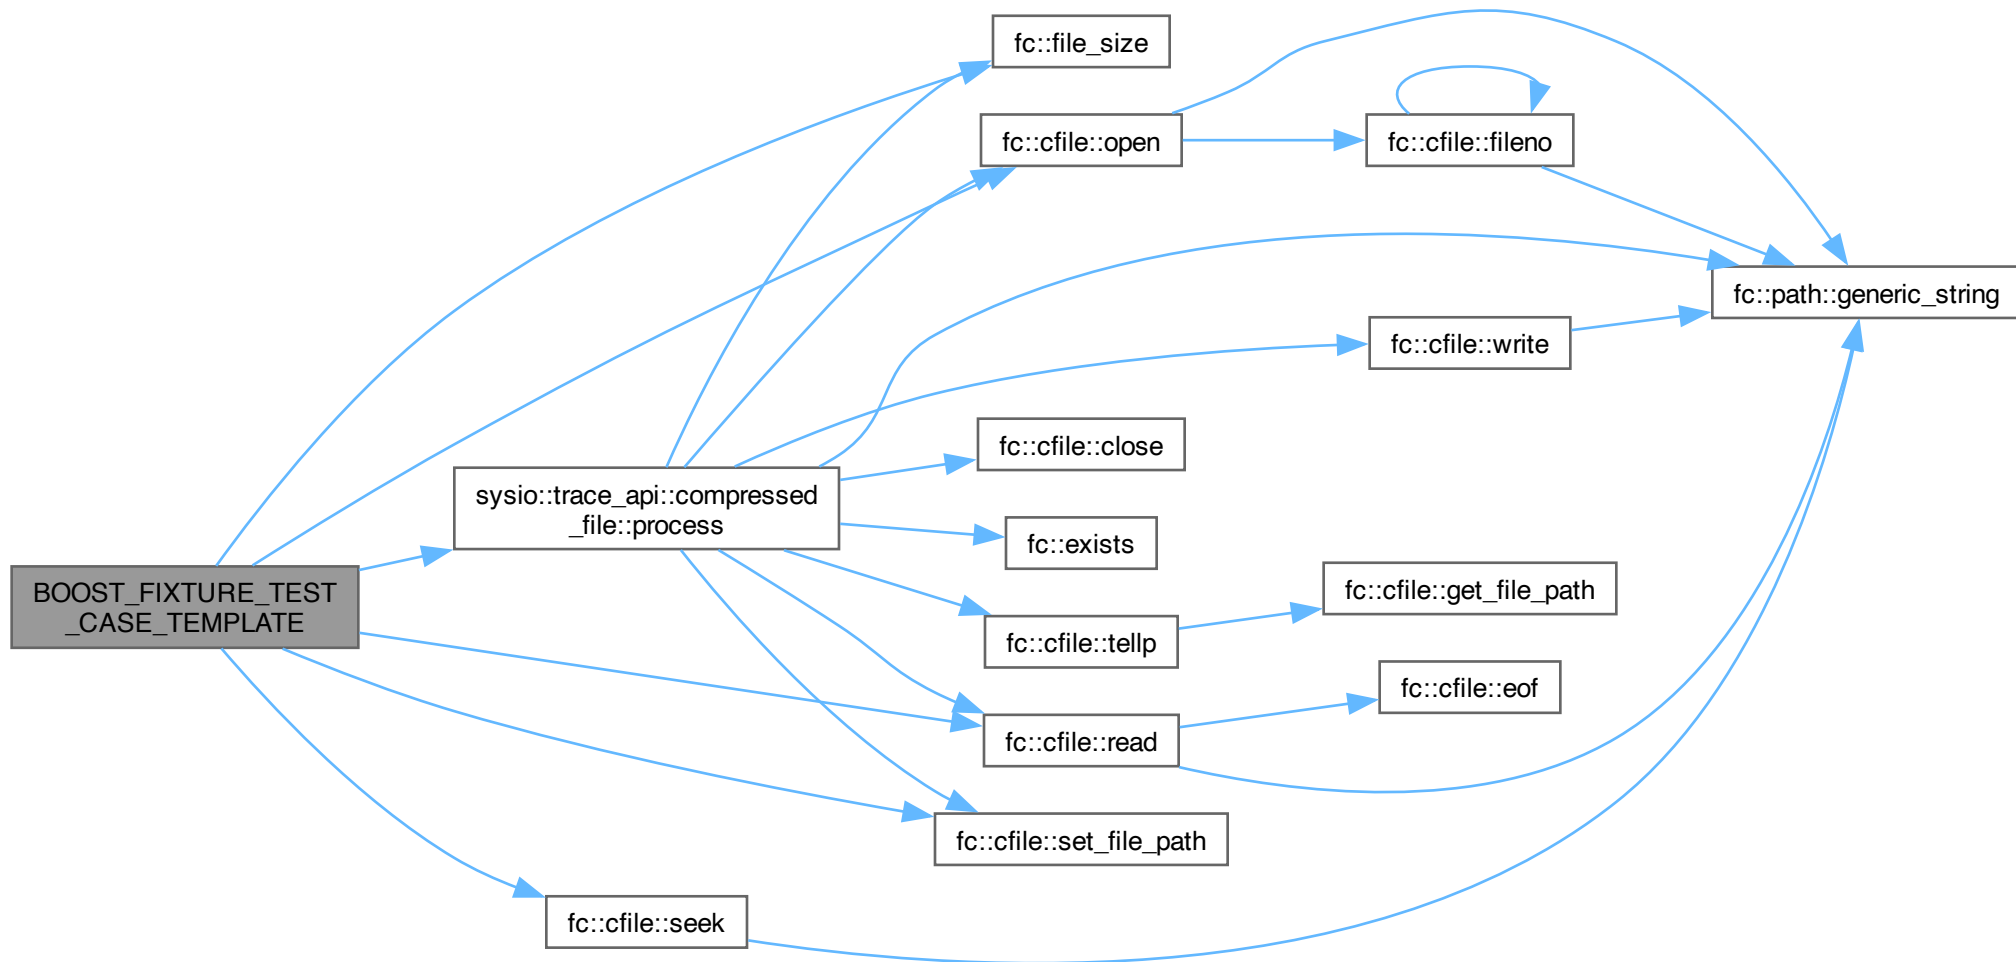 fc::file_size
fc::cfile::open
fc::cfile::fileno
fc::path::generic_string
fc::cfile::write
fc::cfile::close
sysio::trace_api::compressed
_file::process
fc::exists
BOOST_FIXTURE_TEST
_CASE_TEMPLATE
fc::cfile::get_file_path
fc::cfile::tellp
fc::cfile::eof
fc::cfile::read
fc::cfile::set_file_path
fc::cfile::seek